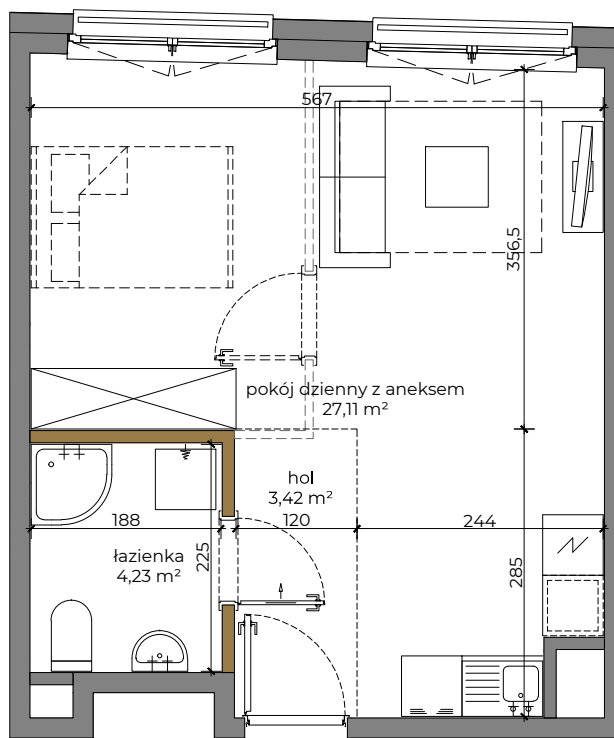 567
356,5
pokój dzienny z aneksem
27,11 m²
hol
3,42 m²
188
120
244
łazienka
4,23 m²
225
285